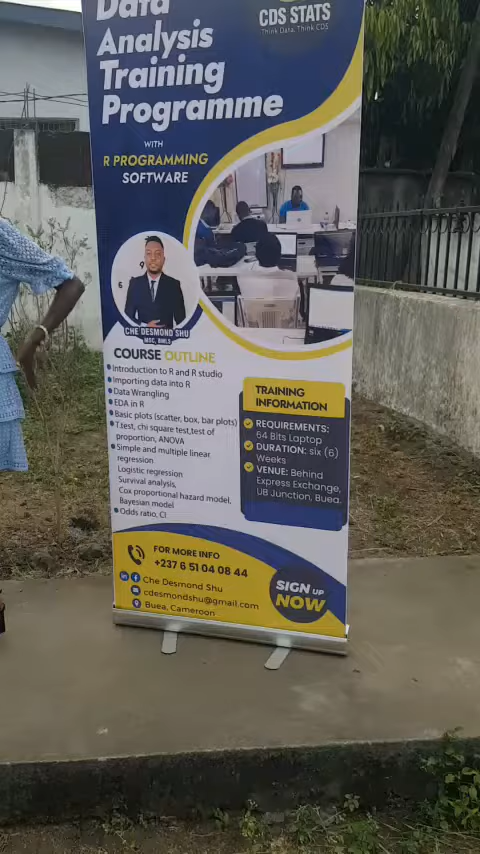 Data
Analysis
Training
Programme
CDS STATS
Think Data, Think CDS
WITH
R PROGRAMMING
SOFTWARE
CHE DESMOND SHU
MSC, BMLS
COURSE OUTLINE
Introduction to R and R studio
Importing data into R
Data Wrangling
EDA in R
Basic plots (scatter, box, bar plots)
T.test, chi square test,test of
proportion, ANOVA
Simple and multiple linear
regression
Logistic regression
Survival analysis,
Cox proportional hazard model,
Bayesian model
Odds ratio, CI
TRAINING
INFORMATION
REQUIREMENTS:
64 Bits Laptop
DURATION: six (6)
Weeks
VENUE: Behind
Express Exchange,
UB Junction, Buea.
FOR MORE INFO
+237 6 51 04 08 44
Che Desmond Shu
cdesmondshu@gmail.com
Buea, Cameroon
SIGN UP
NOW